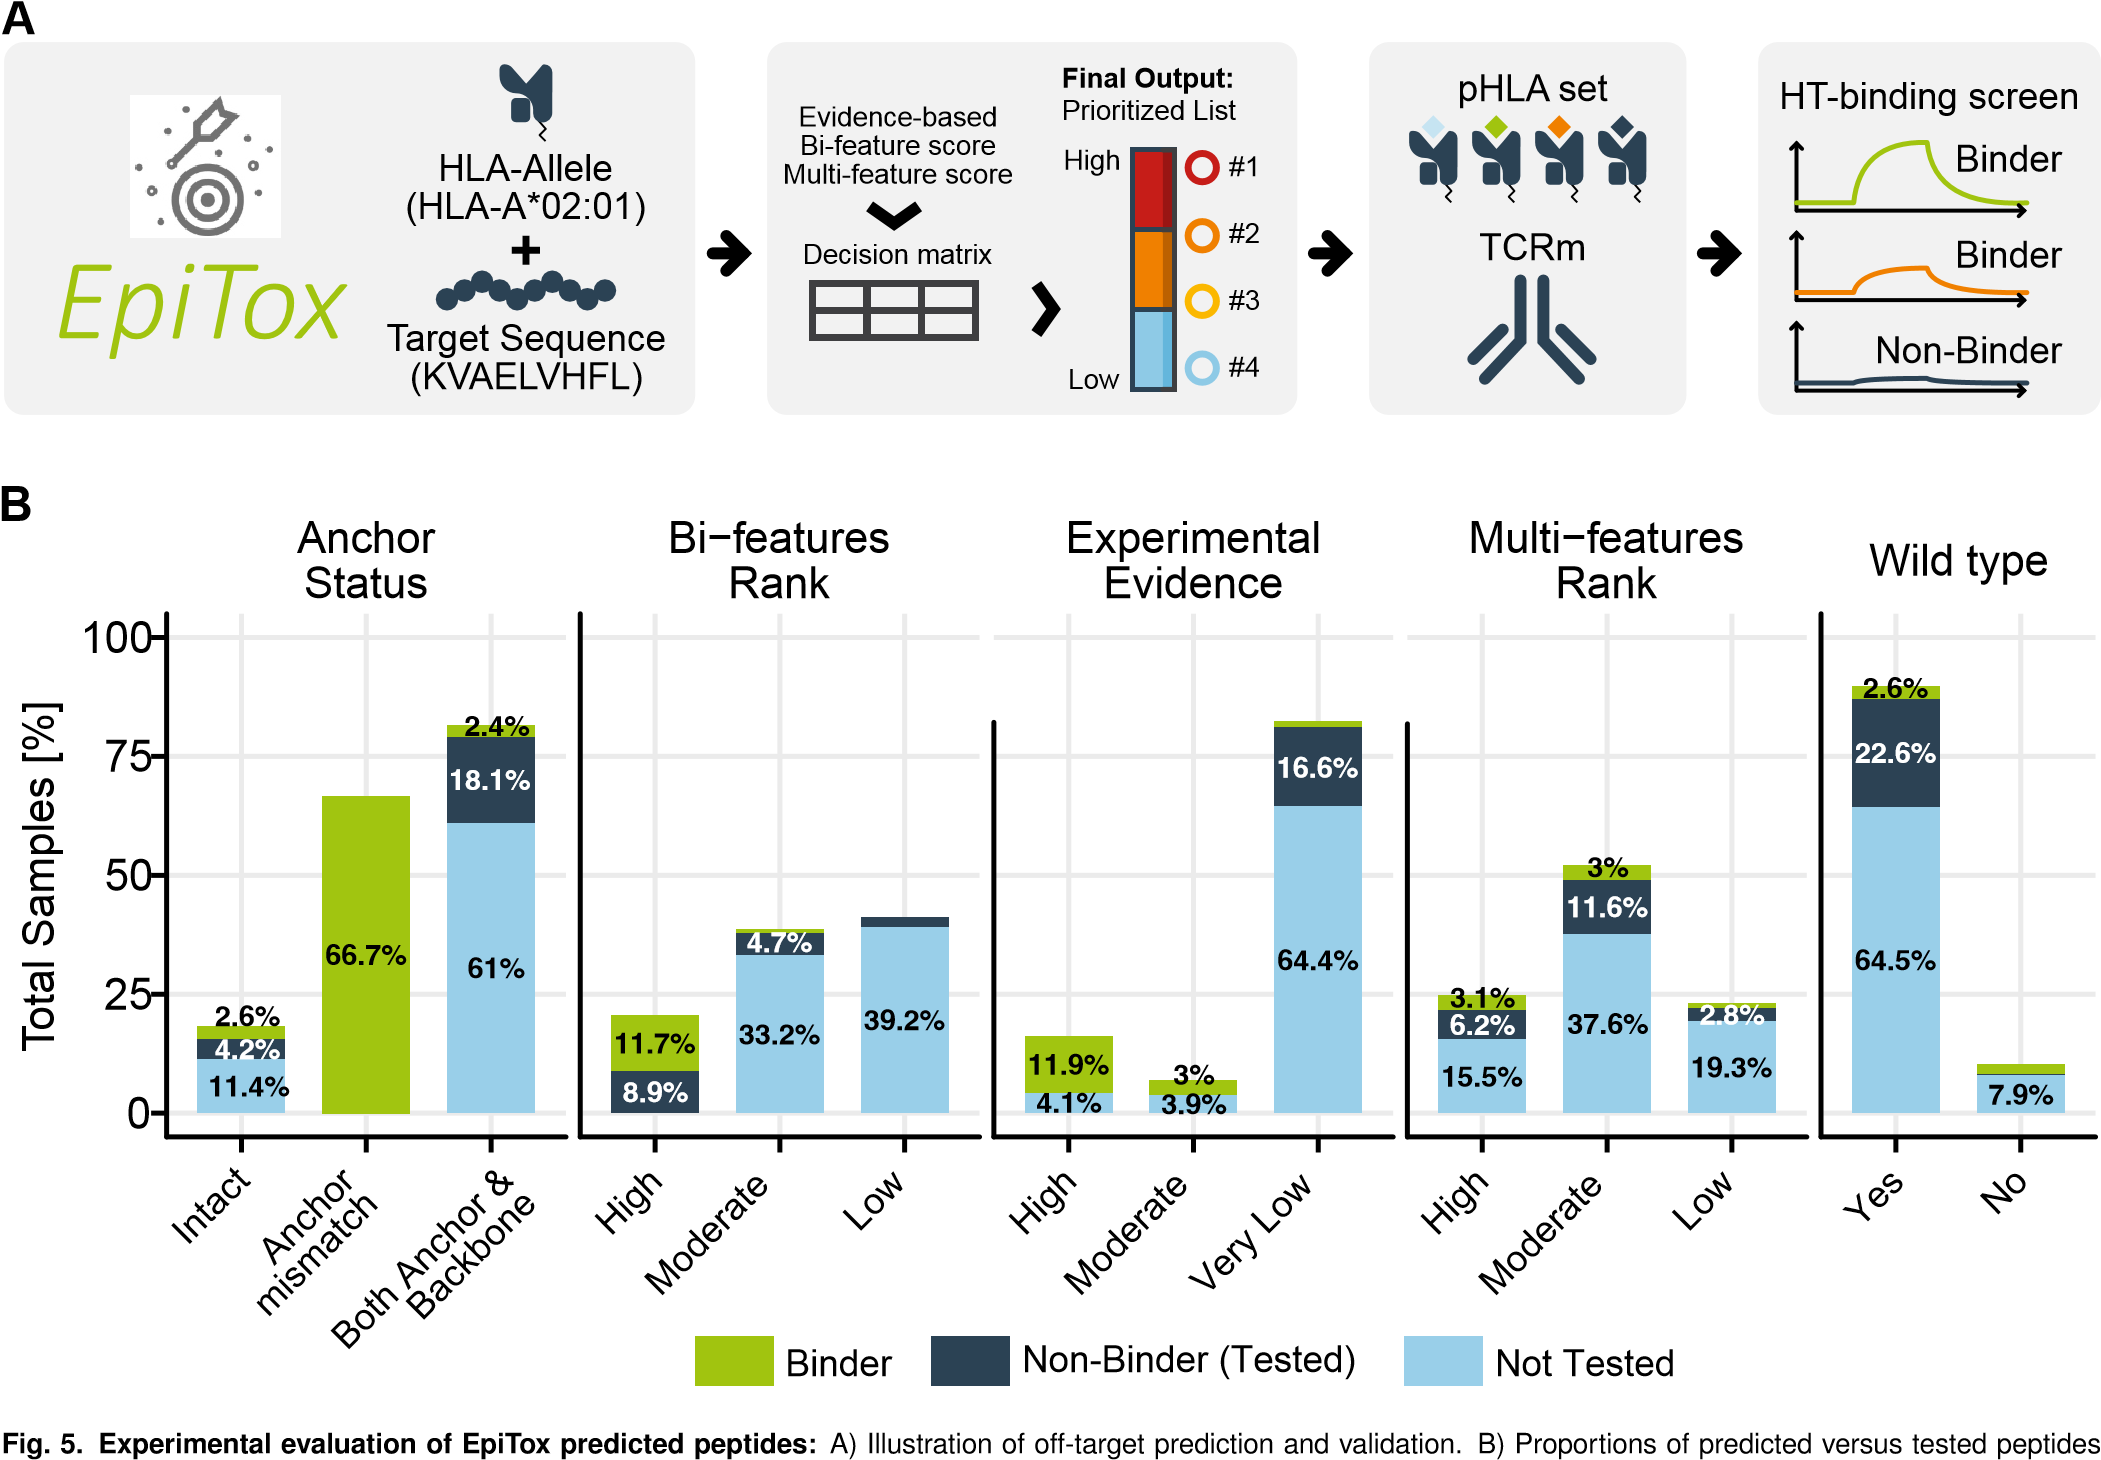 A
EpiTox
HLA-Allele
(HLA-A*02:01)
+
Target Sequence
(KVAELVHFL)
Evidence-based
Bi-feature score
Multi-feature score
Decision matrix
Final Output:
Prioritized List
High
Low
#1
#2
#3
#4
pHLA set
TCRm
HT-binding screen
Binder
Binder
Non-Binder
B
Anchor
Status
Bi−features
Rank
Experimental
Evidence
Multi−features
Rank
Wild type
Total Samples [%]
100
75
50
25
0
2.6%
4.2%
11.4%
66.7%
2.4%
18.1%
61%
11.7%
8.9%
4.7%
33.2%
39.2%
11.9%
4.1%
3%
3.9%
16.6%
64.4%
3.1%
6.2%
15.5%
3%
11.6%
37.6%
2.8%
19.3%
2.6%
22.6%
64.5%
7.9%
Intact
Anchor
mismatch
Both Anchor &
Backbone
High
Moderate
Low
High
Moderate
Very Low
High
Moderate
Low
Yes
No
Binder
Non-Binder (Tested)
Not Tested
Fig. 5. Experimental evaluation of EpiTox predicted peptides: A) Illustration of off-target prediction and validation. B) Proportions of predicted versus tested peptides